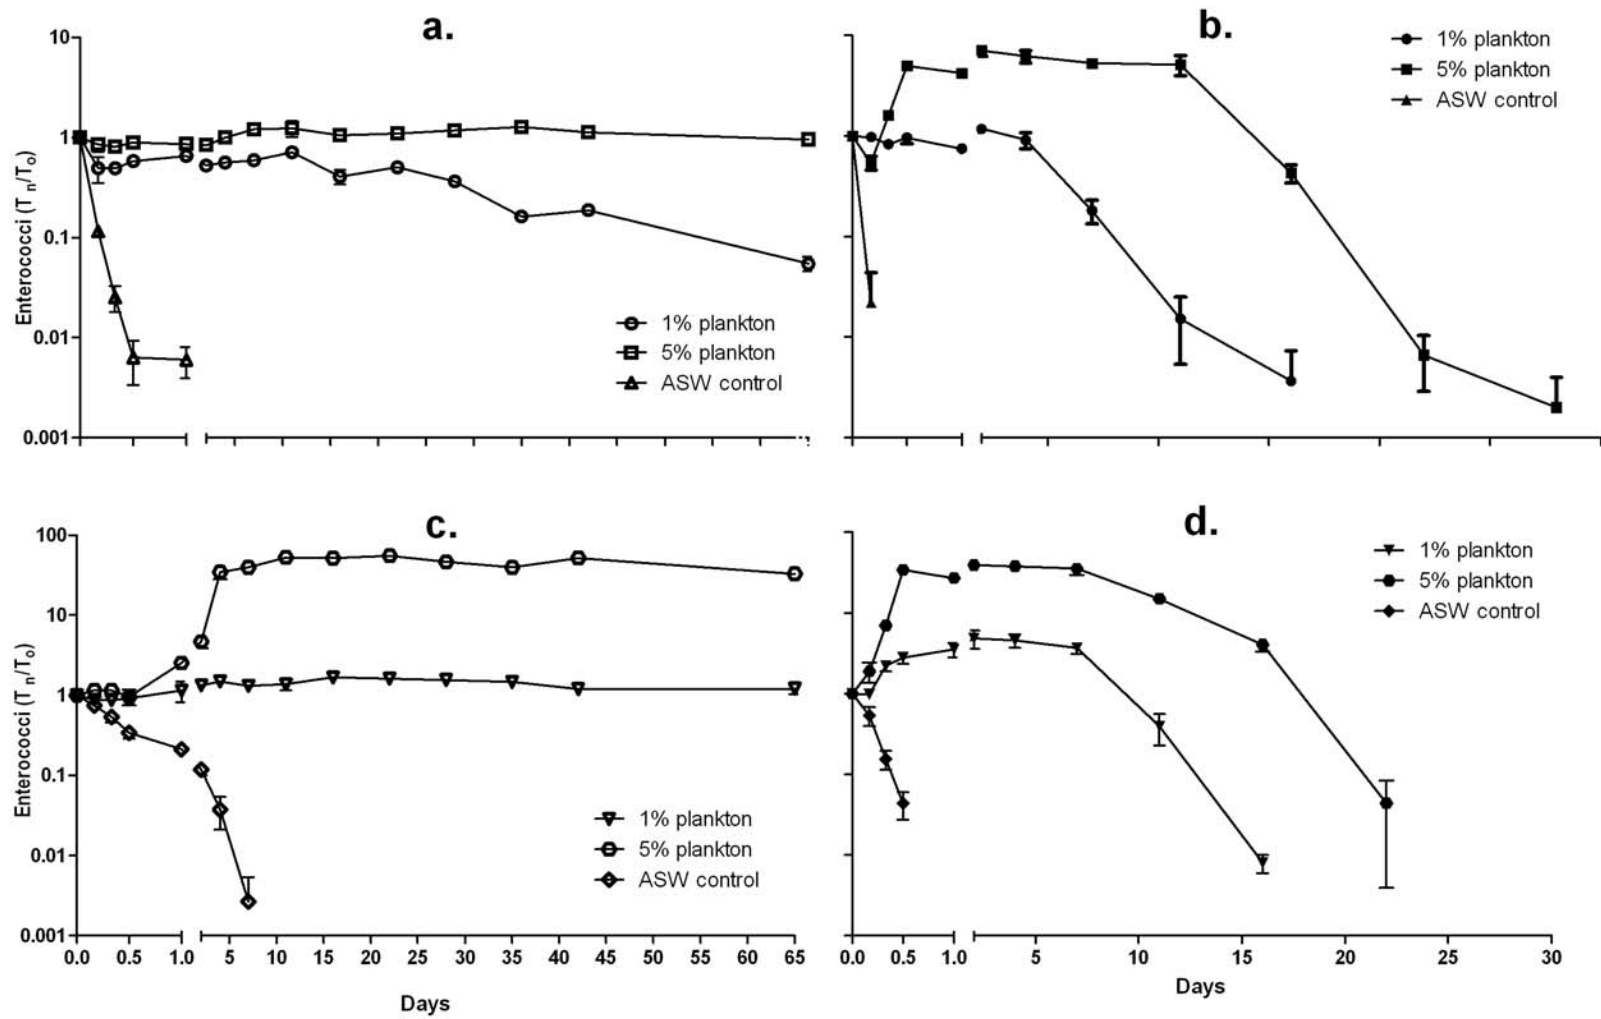 a.
10
1
0.1
0.01
0.001
Enterococci (T n/To)
1% plankton
5% plankton
ASW control
b.
1% plankton
5% plankton
ASW control
c.
100
10
1
0.1
0.01
0.001
Enterococci (T n/To)
1% plankton
5% plankton
ASW control
0.0 0.5 1.0 5 10 15 20 25 30 35 40 45 50 55 60 65
Days
d.
1% plankton
5% plankton
ASW control
0.0 0.5 1.0 5 10 15 20 25 30
Days